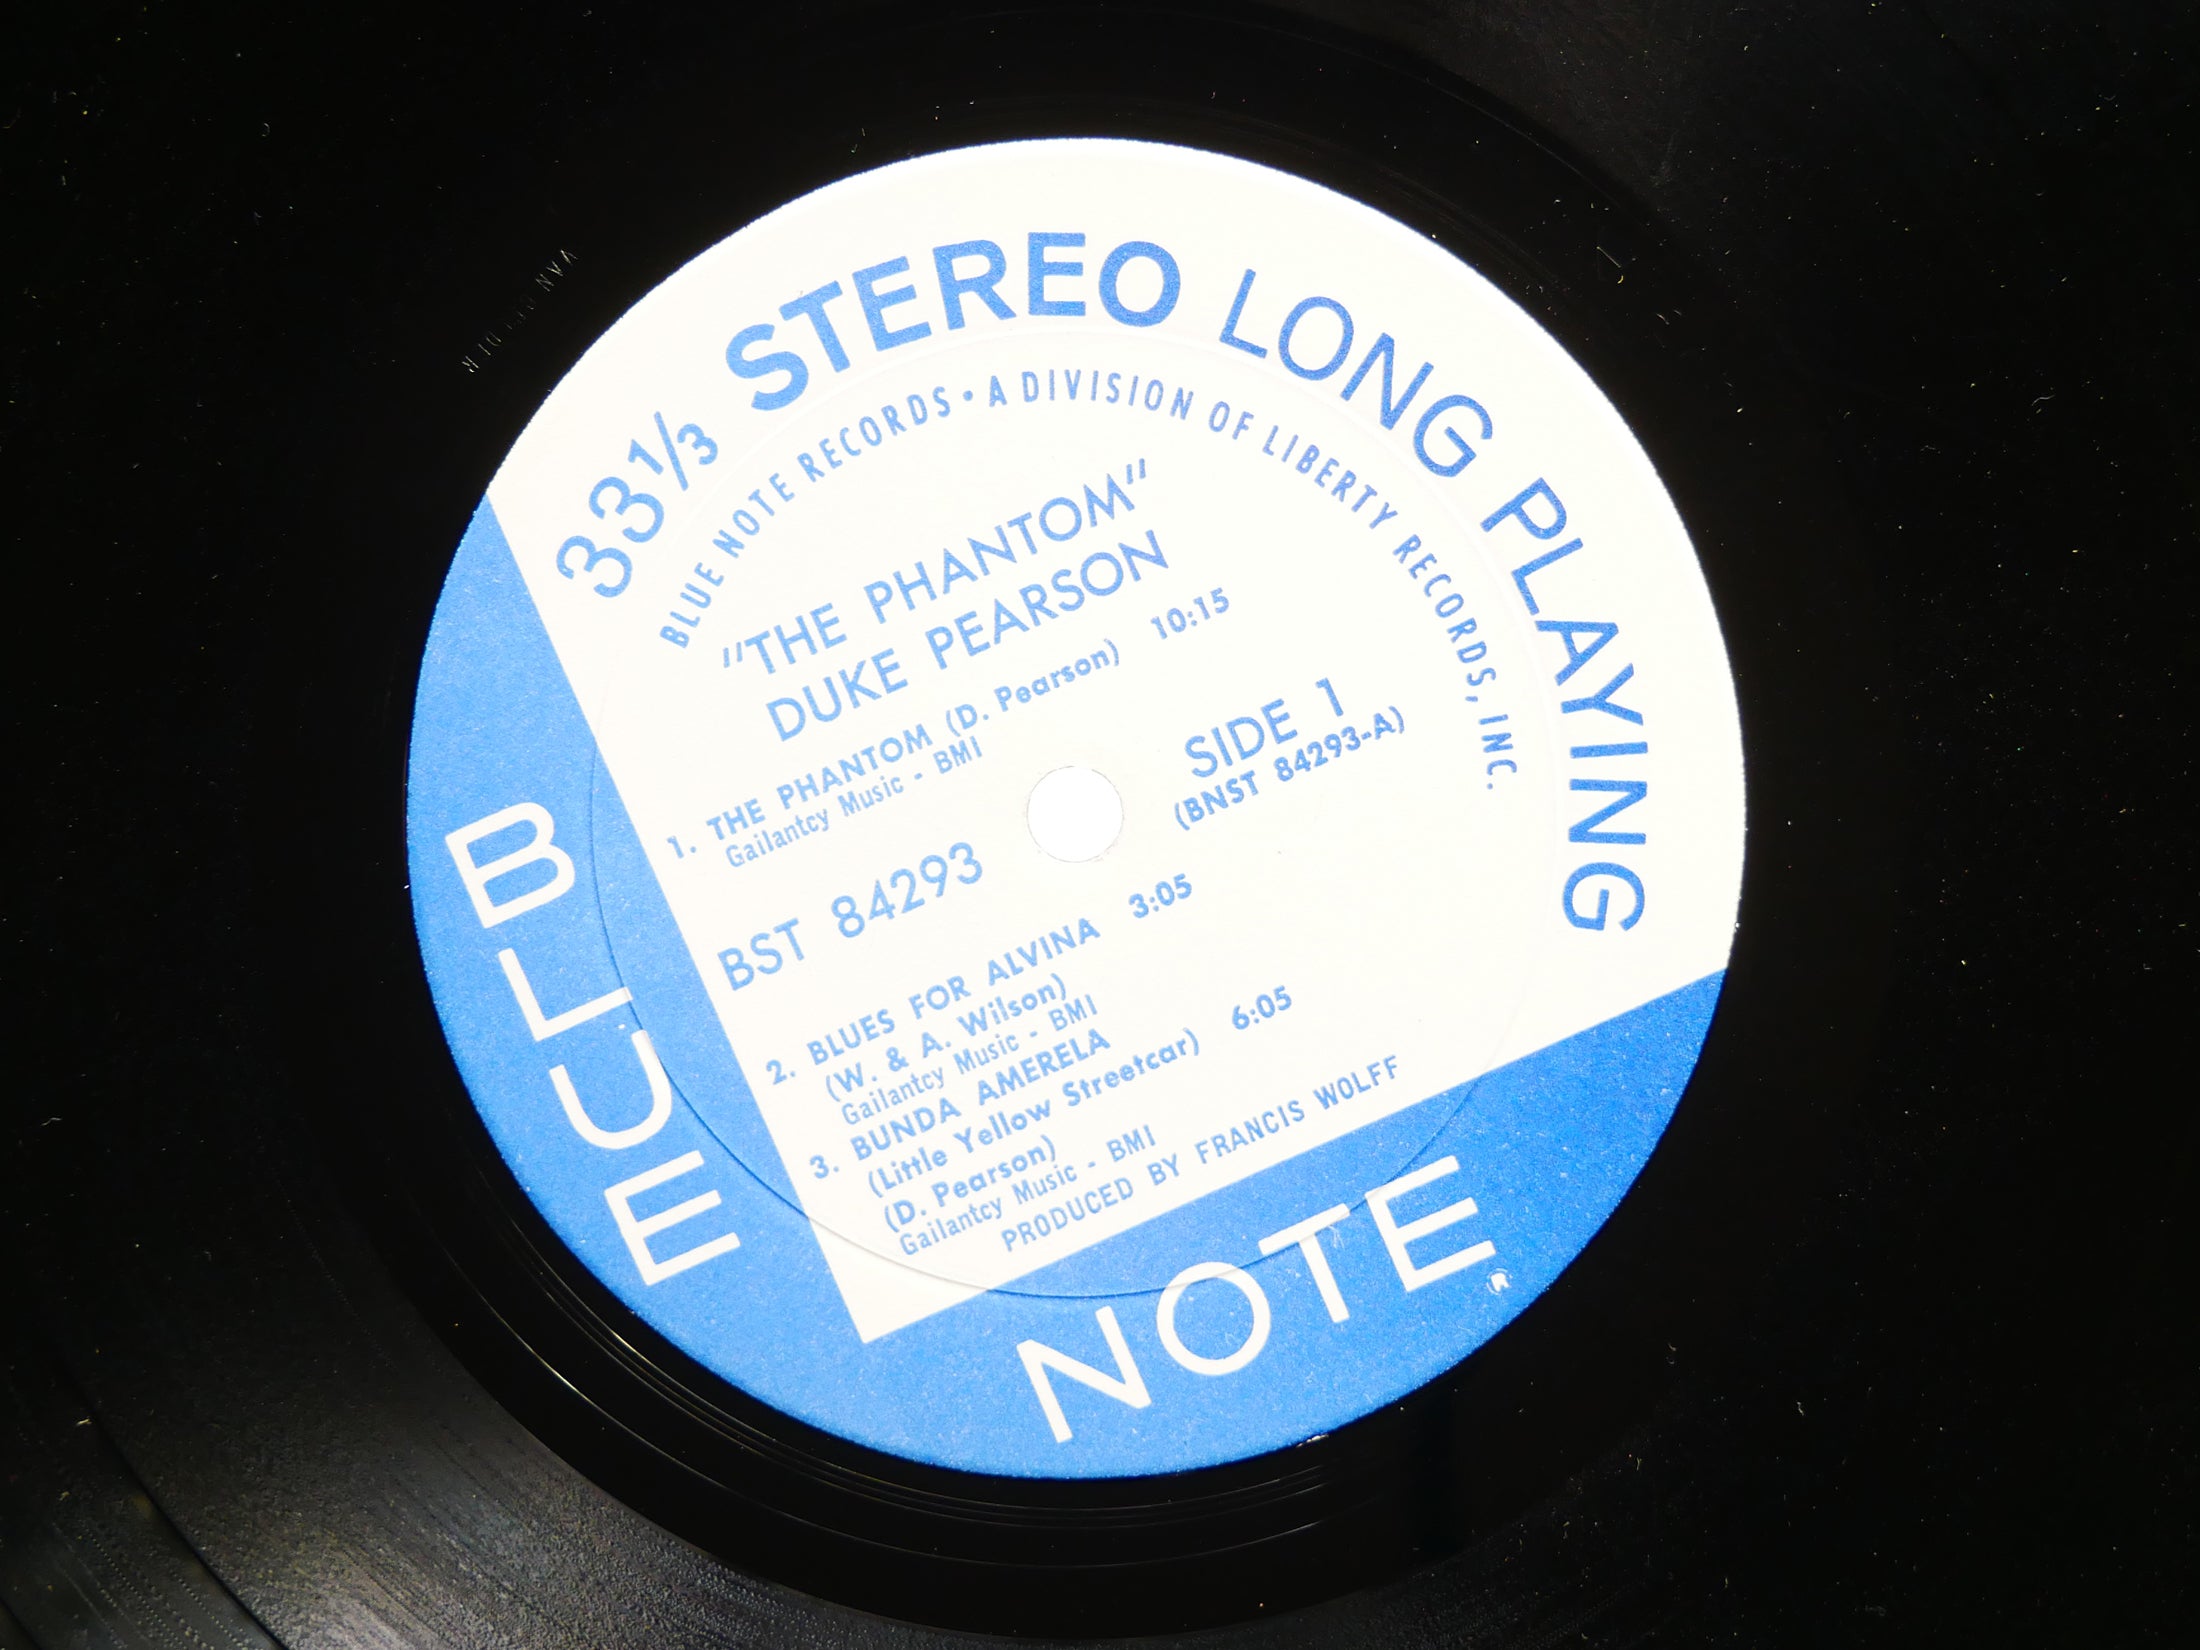 33 1/3 STEREO LONG PLAYING
BLUE NOTE RECORDS • A DIVISION OF LIBERTY RECORDS, INC.
"THE PHANTOM"
DUKE PEARSON
1. THE PHANTOM (D. Pearson) 10:15
Gailantcy Music - BMI
SIDE 1
(BNST 84293-A)
BST 84293
2. BLUES FOR ALVINA 3:05
(W. & A. Wilson)
Gailantcy Music - BMI
3. BUNDA AMERELA
(Little Yellow Streetcar) 6:05
(D. Pearson)
Gailantcy Music - BMI
PRODUCED BY FRANCIS WOLFF
BLUE
NOTE
VAN